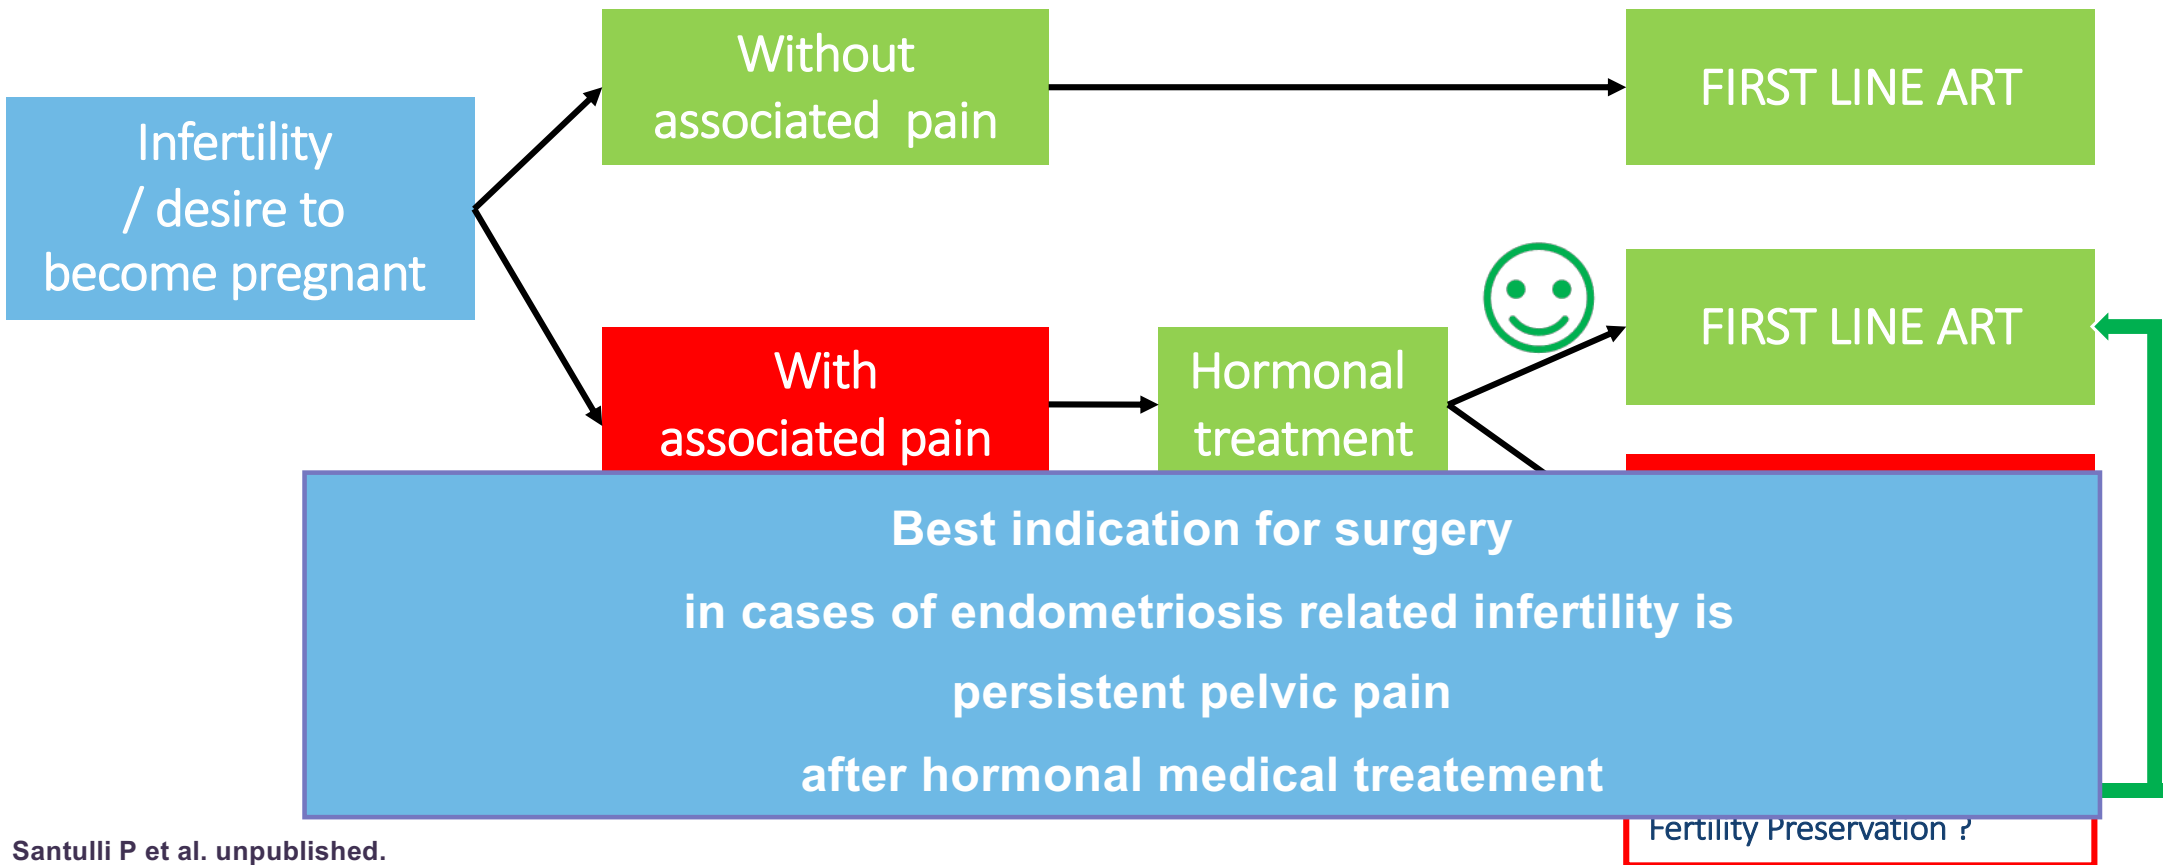 Without
associated pain
FIRST LINE ART
Infertility
/ desire to
become pregnant
FIRST LINE ART
With
associated pain
Hormonal
treatment
Best indication for surgery
in cases of endometriosis related infertility is
persistent pelvic pain
after hormonal medical treatement
Fertility Preservation ?
Santulli P et al. unpublished.